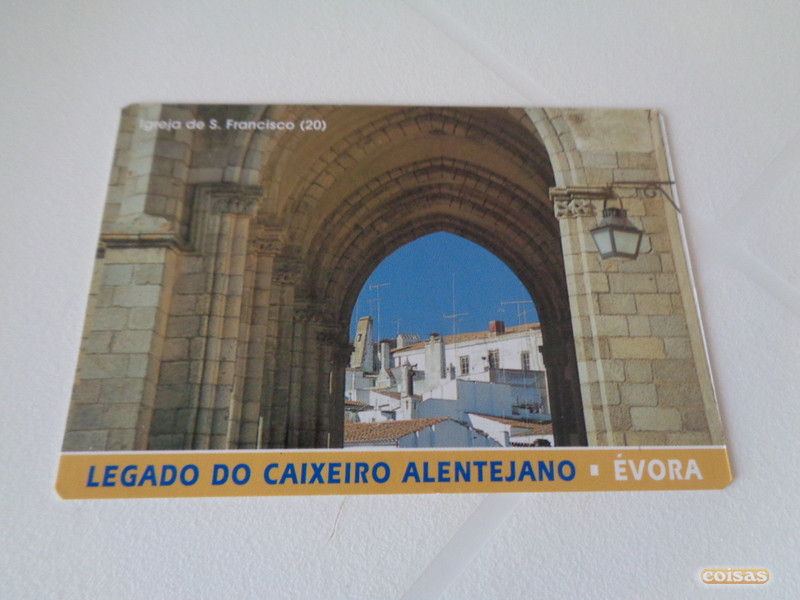 Igreja de S. Francisco (20)
LEGADO DO CAIXEIRO ALENTEJANO ▪ ÉVORA
coisas